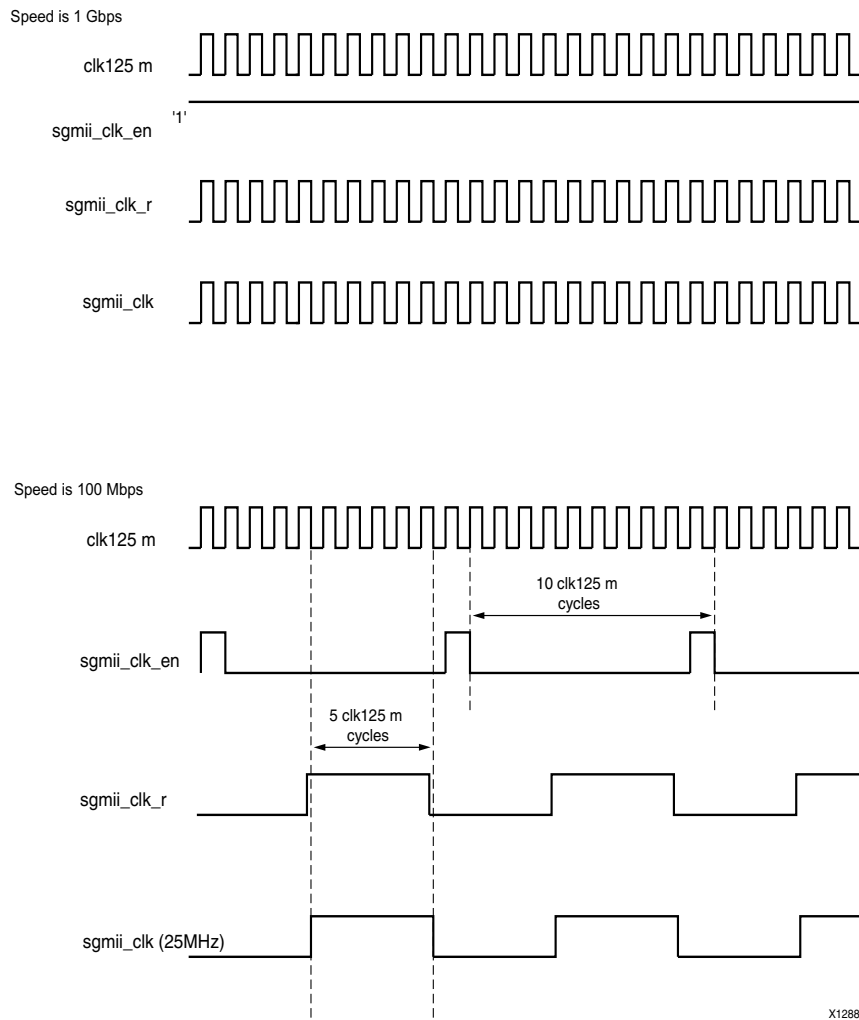 Speed is 1 Gbps
clk125 m
'1'
sgmii_clk_en
sgmii_clk_r
sgmii_clk
Speed is 100 Mbps
clk125 m
10 clk125 m
cycles
sgmii_clk_en
5 clk125 m
cycles
sgmii_clk_r
sgmii_clk (25MHz)
X1288